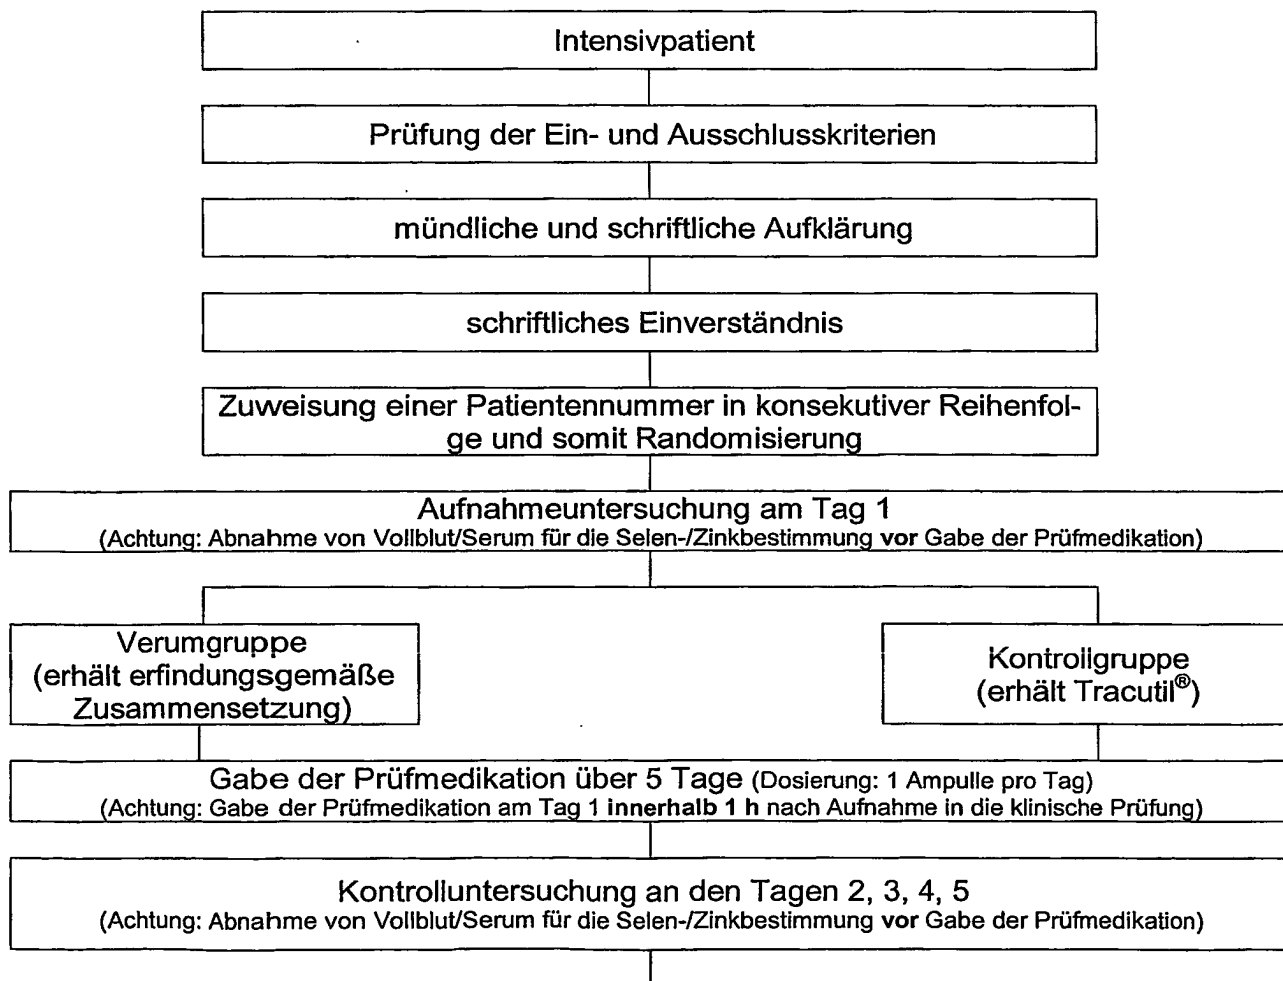 Intensivpatient
Prüfung der Ein- und Ausschlusskriterien
mündliche und schriftliche Aufklärung
schriftliches Einverständnis
Zuweisung einer Patientennummer in konsekutiver Reihenfol-
ge und somit Randomisierung
Aufnahmeuntersuchung am Tag 1
(Achtung: Abnahme von Vollblut/Serum für die Selen-/Zinkbestimmung vor Gabe der Prüfmedikation)
Verumgruppe
(erhält erfindungsgemäße
Zusammensetzung)
Kontrollgruppe
(erhält Tracutil®)
Gabe der Prüfmedikation über 5 Tage (Dosierung: 1 Ampulle pro Tag)
(Achtung: Gabe der Prüfmedikation am Tag 1 innerhalb 1 h nach Aufnahme in die klinische Prüfung)
Kontrolluntersuchung an den Tagen 2, 3, 4, 5
(Achtung: Abnahme von Vollblut/Serum für die Selen-/Zinkbestimmung vor Gabe der Prüfmedikation)